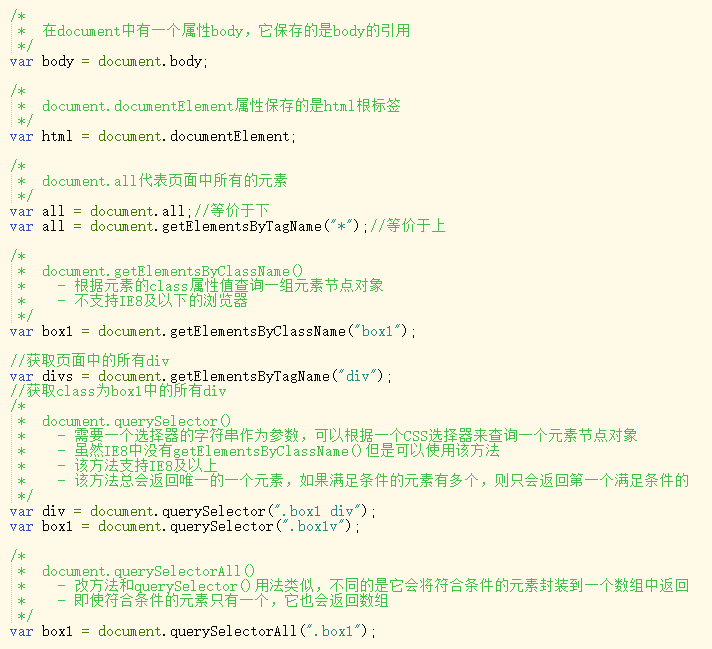 /*
 *  在document中有一个属性body，它保存的是body的引用
 */
var body = document.body;
/*
 *  document.documentElement属性保存的是html根标签
 */
var html = document.documentElement;
/*
 *  document.all代表页面中所有的元素
 */
var all = document.all;//等价于下
var all = document.getElementsByTagName("*");//等价于上
/*
 *  document.getElementsByClassName()
 *    - 根据元素的class属性值查询一组元素节点对象
 *    - 不支持IE8及以下的浏览器
 */
var box1 = document.getElementsByClassName("box1");
//获取页面中的所有div
var divs = document.getElementsByTagName("div");
//获取class为box1中的所有div
/*
 *  document.querySelector()
 *    - 需要一个选择器的字符串作为参数，可以根据一个CSS选择器来查询一个元素节点对象
 *    - 虽然IE8中没有getElementsByClassName()但是可以使用该方法
 *    - 该方法支持IE8及以上
 *    - 该方法总会返回唯一的一个元素，如果满足条件的元素有多个，则只会返回第一个满足条件的
 */
var div = document.querySelector(".box1 div");
var box1 = document.querySelector(".box1v");
/*
 *  document.querySelectorAll()
 *    - 改方法和querySelector()用法类似，不同的是它会将符合条件的元素封装到一个数组中返回
 *    - 即使符合条件的元素只有一个，它也会返回数组
 */
var box1 = document.querySelectorAll(".box1");